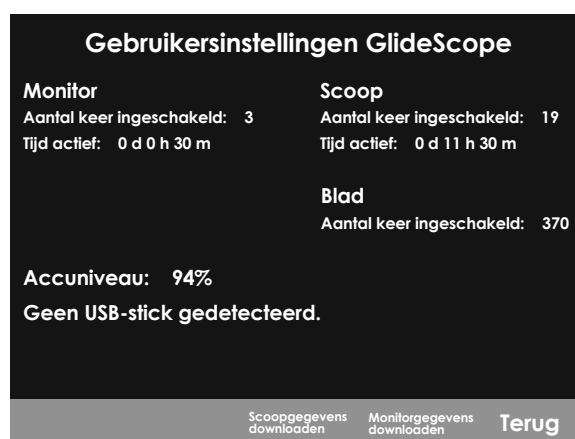 Gebruikersinstellingen GlideScope
Monitor
Aantal keer ingeschakeld: 3
Tijd actief: 0 d 0 h 30 m
Scoop
Aantal keer ingeschakeld: 19
Tijd actief: 0 d 11 h 30 m
Blad
Aantal keer ingeschakeld: 370
Accuniveau: 94%
Geen USB-stick gedetecteerd.
Scoopgegevens
downloaden
Monitorgegevens
downloaden
Terug